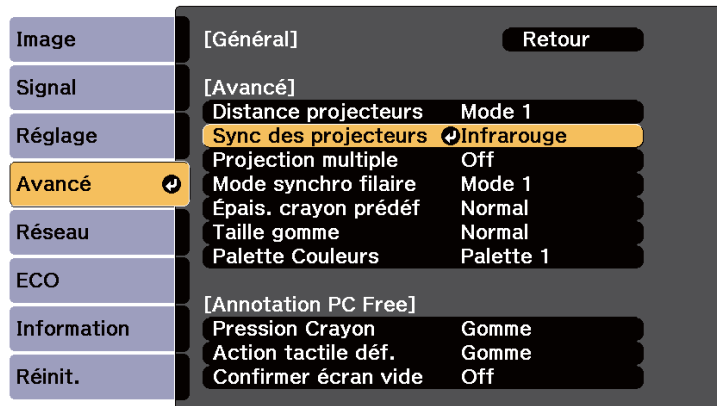 Image
Signal
Réglage
Avancé
Réseau
ECO
Information
Réinit.
[Général] Retour
[Avancé]
Distance projecteurs Mode 1
Sync des projecteurs Infrarouge
Projection multiple Off
Mode synchro filaire Mode 1
Épais. crayon prédéf Normal
Taille gomme Normal
Palette Couleurs Palette 1
[Annotation PC Free]
Pression Crayon Gomme
Action tactile déf. Gomme
Confirmer écran vide Off